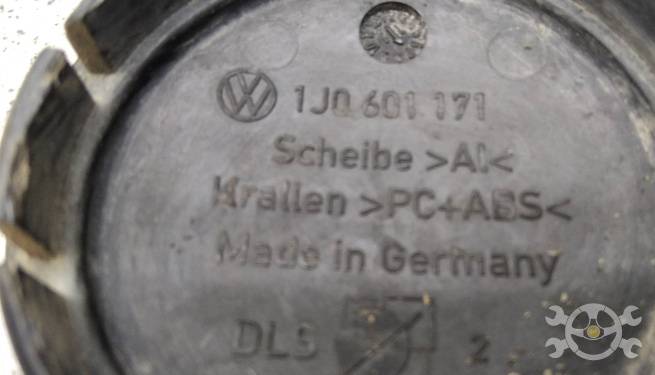 1J0 601 171
Scheibe >Al<
Krallen >PC+ABS<
Made in Germany
DLS 2